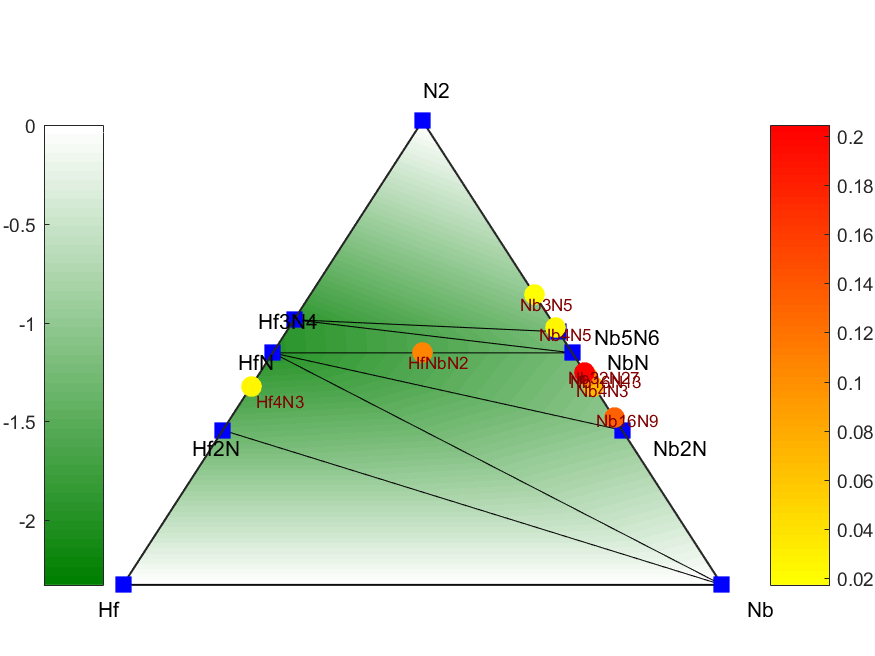 N2
0
-0.5
-1
-1.5
-2
0.2
0.18
0.16
0.14
0.12
0.1
0.08
0.06
0.04
0.02
Nb3N5
Hf3N4
Nb4N5
Nb5N6
HfN
HfNbN2
NbN
Nb32N27
Nb4N3
Hf4N3
Nb16N9
Hf2N
Nb2N
Hf
Nb